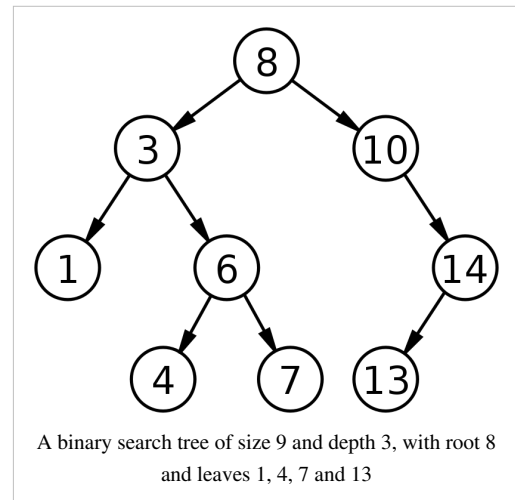 8
3 10
1 6 14
4 7 13
A binary search tree of size 9 and depth 3, with root 8
and leaves 1, 4, 7 and 13